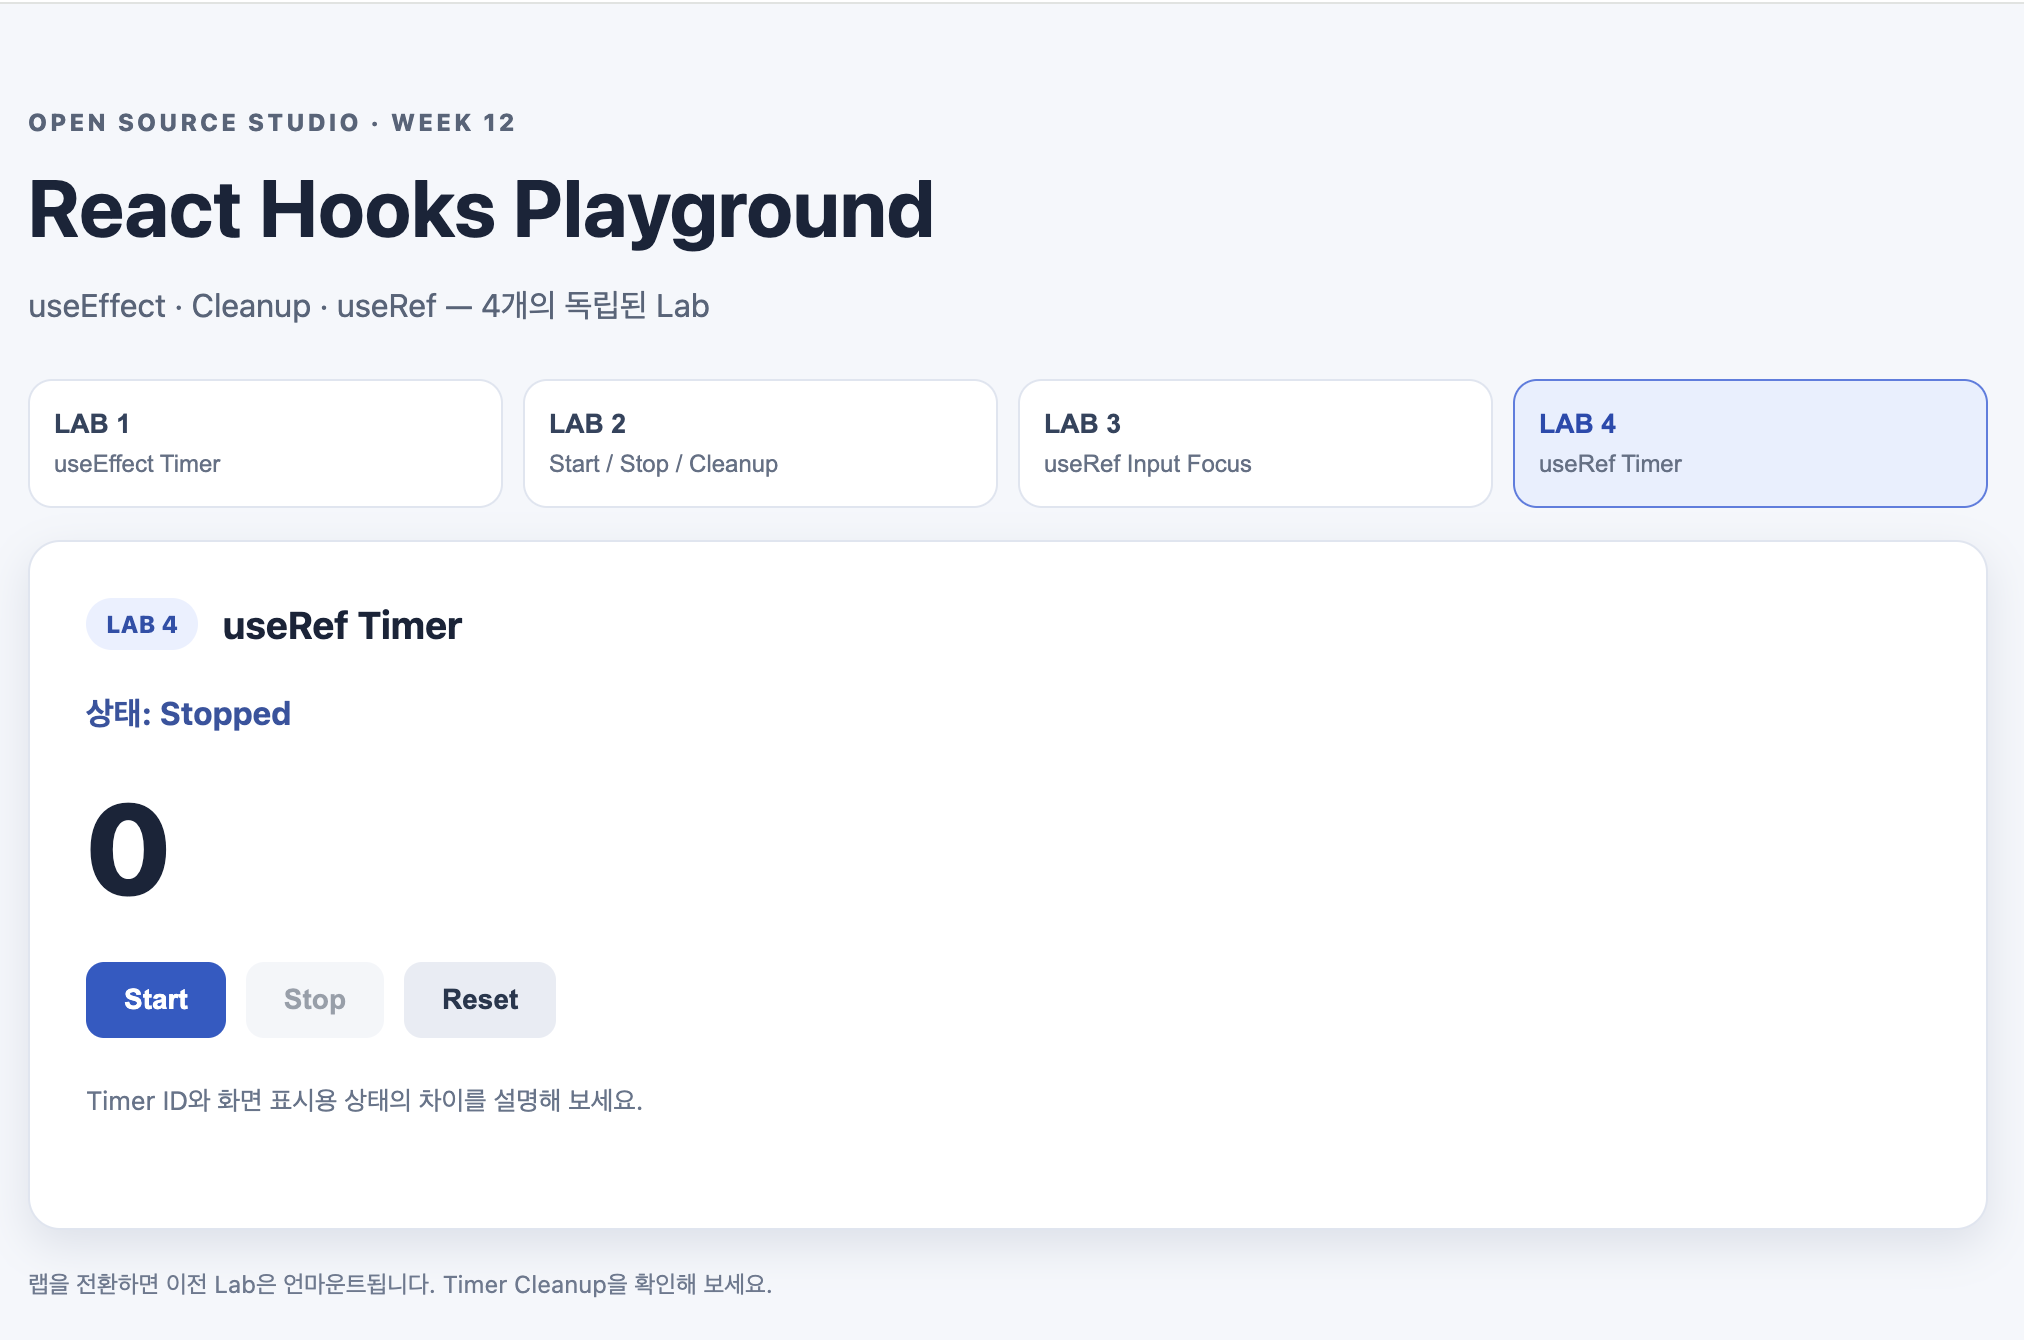 OPEN SOURCE STUDIO · WEEK 12
React Hooks Playground
useEffect · Cleanup · useRef — 4개의 독립된 Lab
LAB 1
useEffect Timer
LAB 2
Start / Stop / Cleanup
LAB 3
useRef Input Focus
LAB 4
useRef Timer
LAB 4 useRef Timer
상태: Stopped
0
Start Stop Reset
Timer ID와 화면 표시용 상태의 차이를 설명해 보세요.
랩을 전환하면 이전 Lab은 언마운트됩니다. Timer Cleanup을 확인해 보세요.